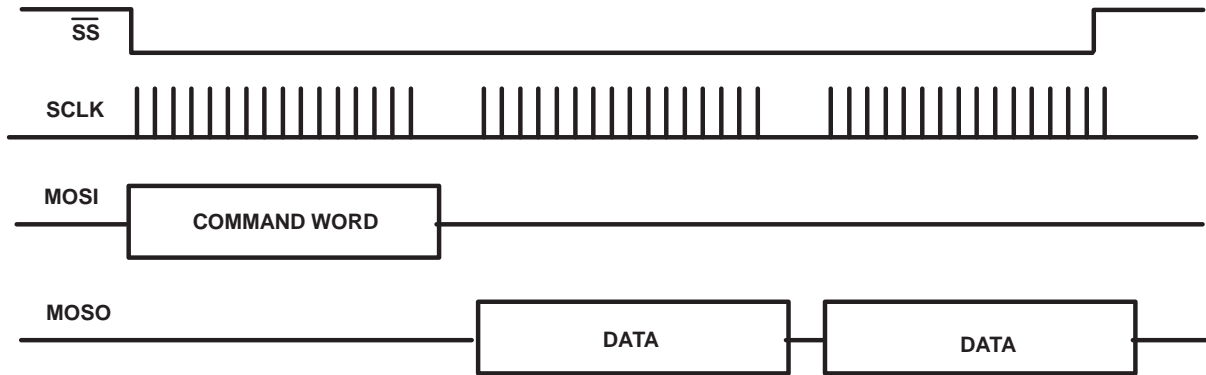 SS
SCLK
MOSI
COMMAND WORD
MOSO
DATA
DATA